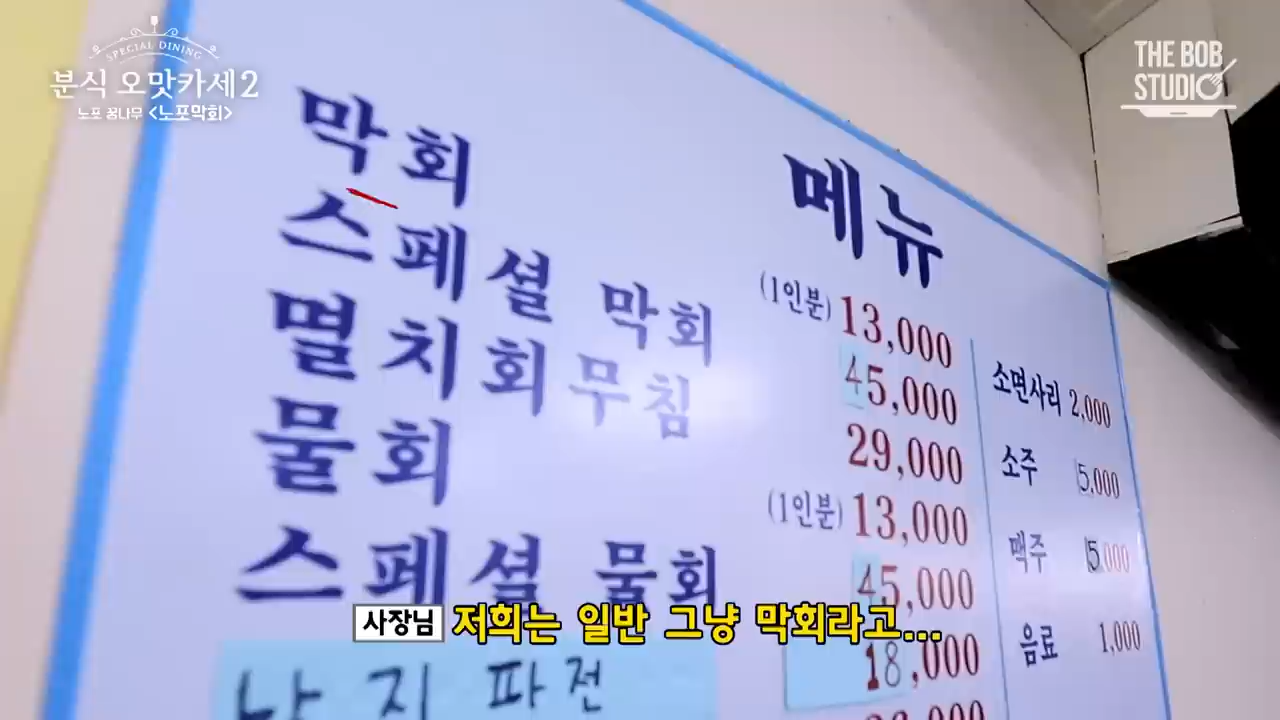 SPECIAL DINING
분식 오맛카세2
노포 꿈나무 <노포막회>
THE BOB
STUDIO
메뉴
막회 (1인분) 13,000
스페셜 막회 45,000
멸치회무침 29,000
물회 (1인분) 13,000
스페셜 물회 45,000
낙지파전 18,000
소면사리 2,000
소주 5,000
맥주 5,000
음료 1,000
사장님 저희는 일반 그냥 막회라고...